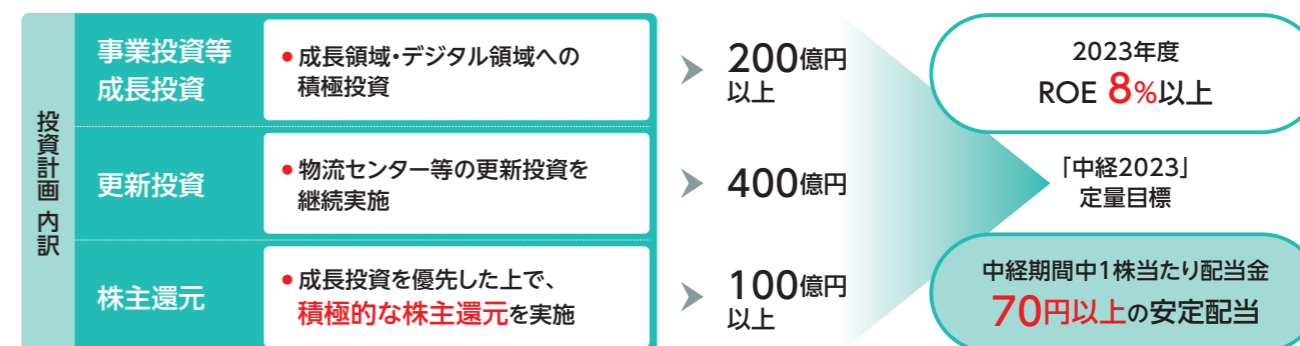 投資計画 内訳
事業投資等
成長投資
●成長領域・デジタル領域への
積極投資
200億円
以上
更新投資
●物流センター等の更新投資を
継続実施
400億円
株主還元
●成長投資を優先した上で、
積極的な株主還元を実施
100億円
以上
2023年度
ROE 8%以上
「中経2023」
定量目標
中経期間中1株当たり配当金
70円以上の安定配当